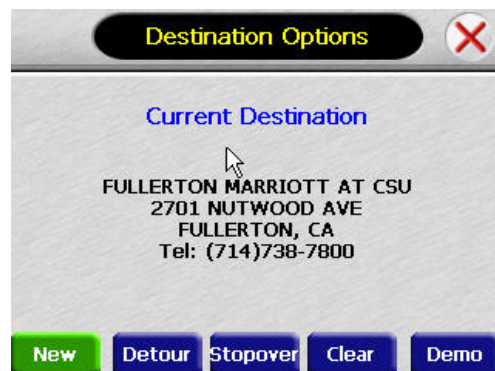 Destination Options
Current Destination
FULLERTON MARRIOTT AT CSU
2701 NUTWOOD AVE
FULLERTON, CA
Tel: (714)738-7800
New Detour Stopover Clear Demo